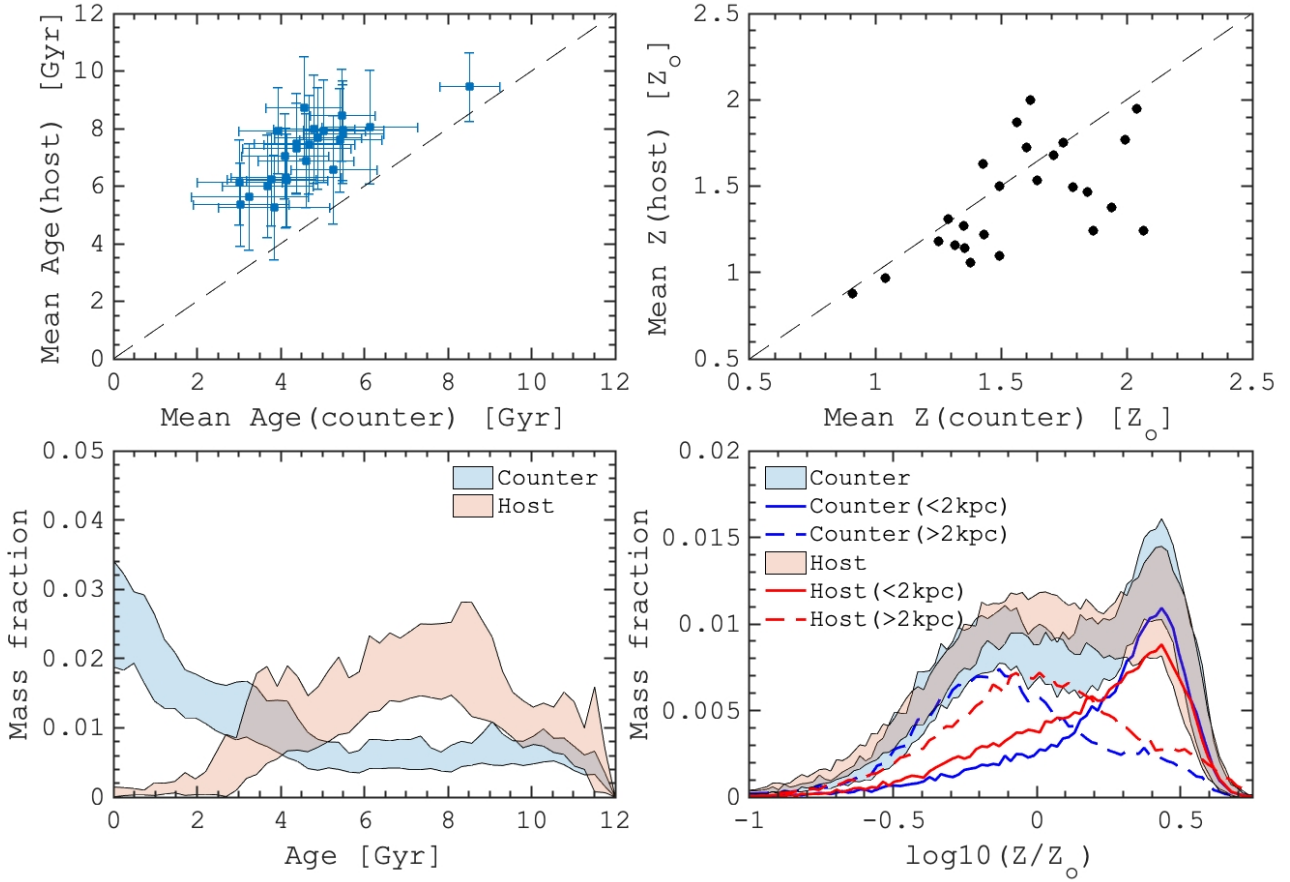 12
10
8
6
4
2
0
0 2 4 6 8 10 12
Mean Age(host) [Gyr]
Mean Age(counter) [Gyr]
2.5
2
1.5
1
0.5
0.5 1 1.5 2 2.5
Mean Z(host) [Z_o]
Mean Z(counter) [Z_o]
0.05
0.04
0.03
0.02
0.01
0
0 2 4 6 8 10 12
Mass fraction
Age [Gyr]
Counter
Host
0.02
0.015
0.01
0.005
0
-1 -0.5 0 0.5
Mass fraction
log10(Z/Z_o)
Counter
Counter(<2kpc)
Counter(>2kpc)
Host
Host(<2kpc)
Host(>2kpc)